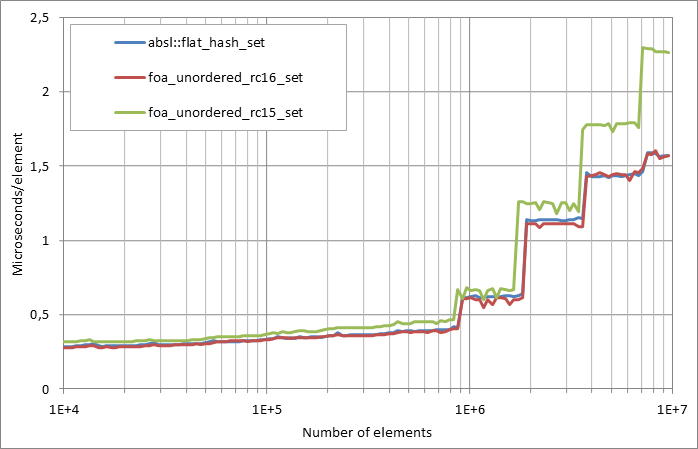 2,5
2
1,5
1
0,5
0
absl::flat_hash_set
foa_unordered_rc16_set
foa_unordered_rc15_set
Microseconds/element
1E+4
1E+5
1E+6
1E+7
Number of elements